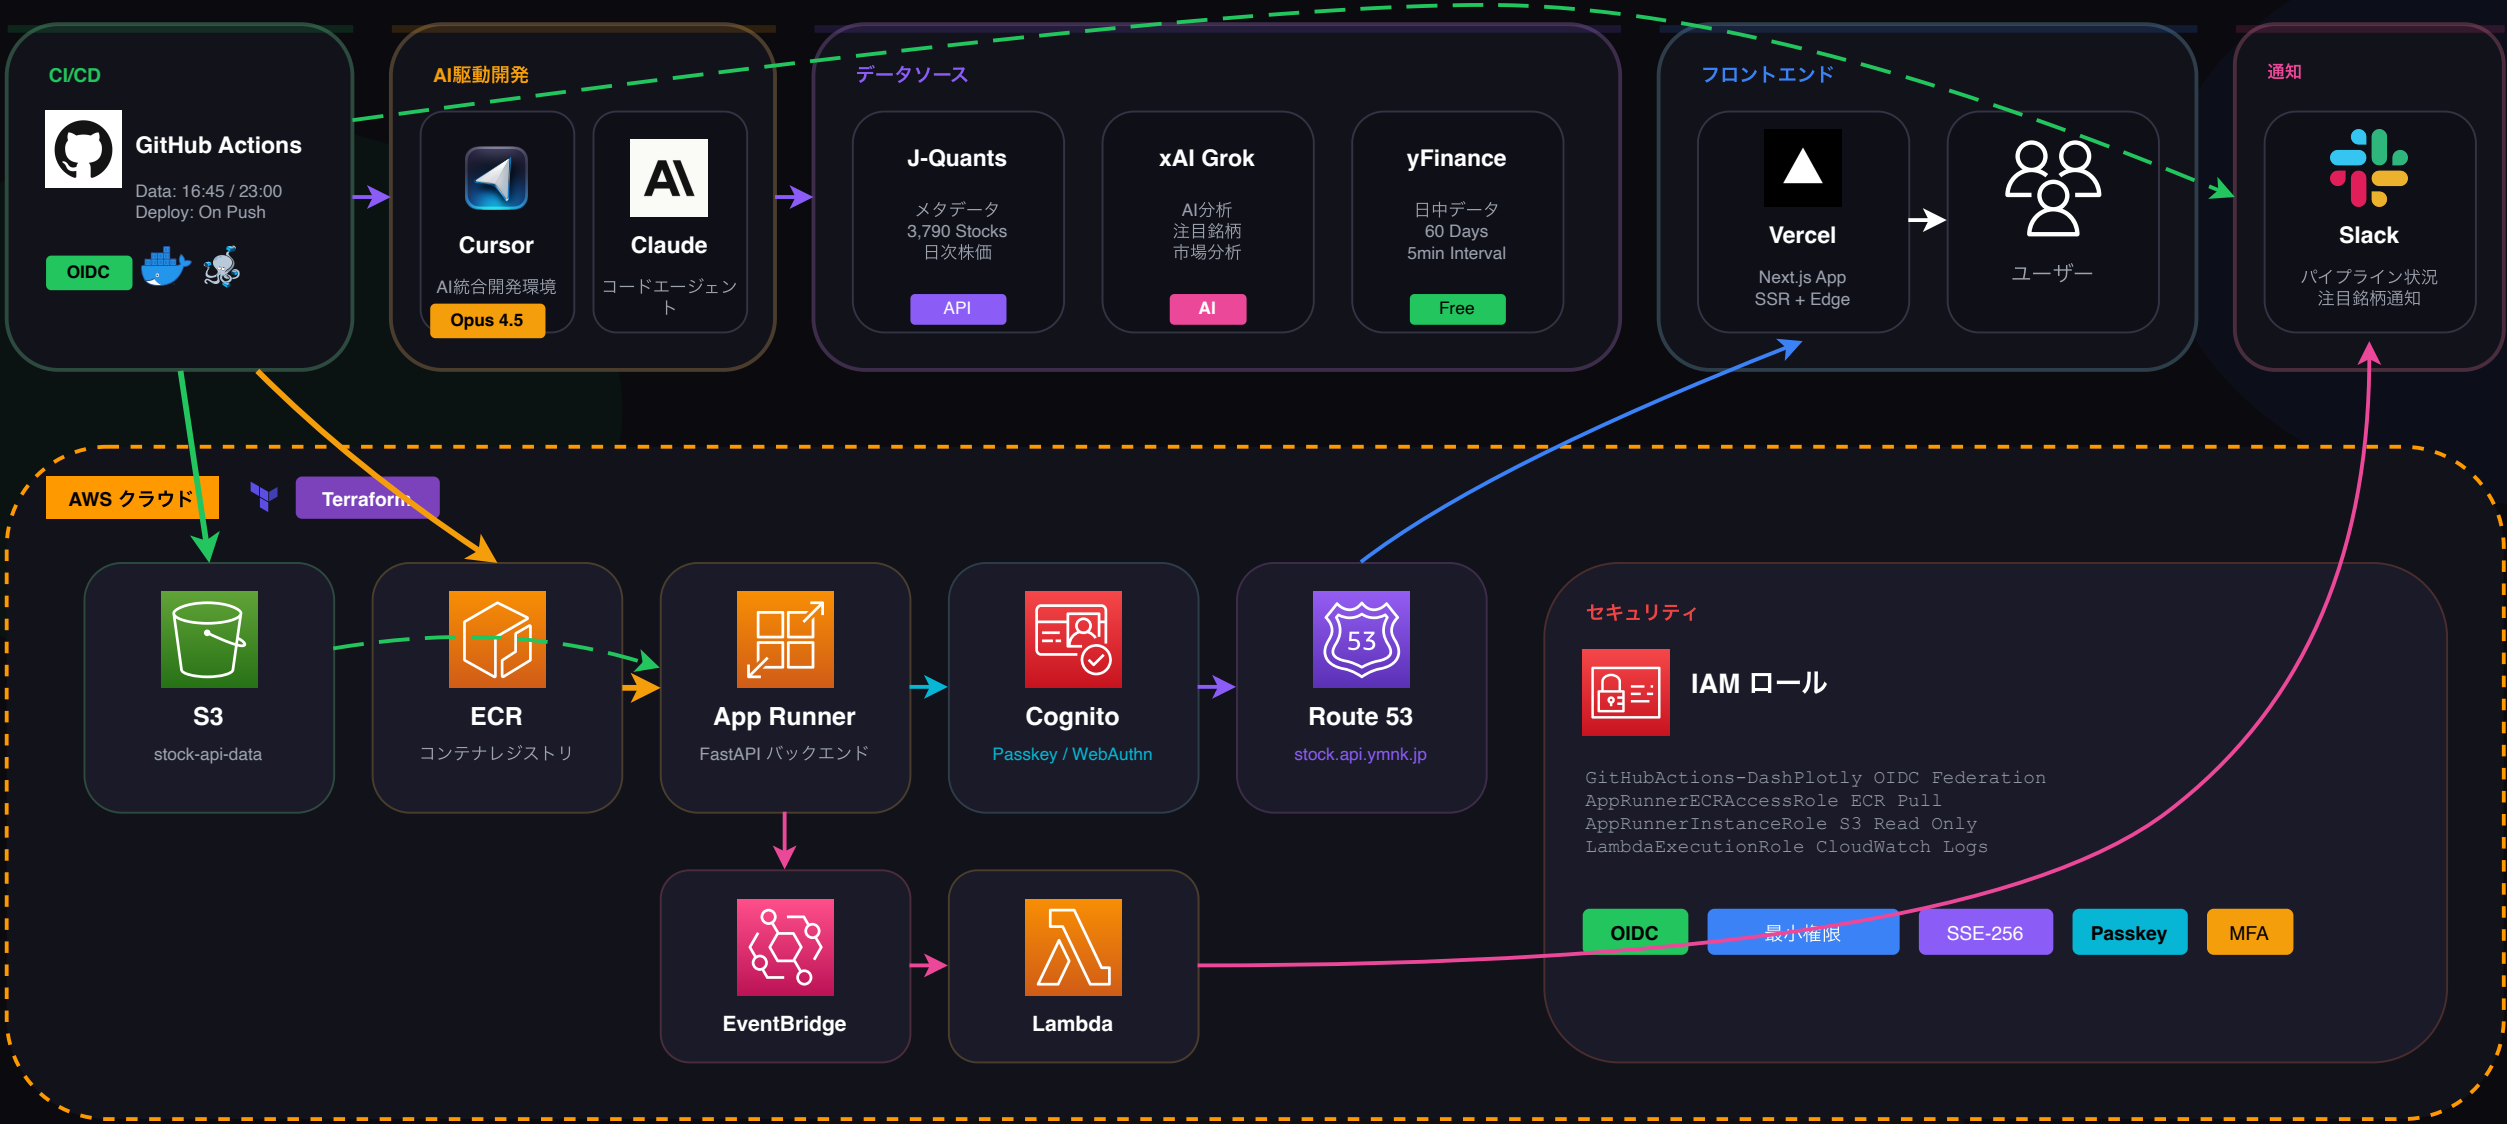 CI/CD
GitHub Actions
Data: 16:45 / 23:00
Deploy: On Push
OIDC
AI駆動開発
Cursor
AI統合開発環境
Opus 4.5
Claude
コードエージェン
ト
データソース
J-Quants
メタデータ
3,790 Stocks
日次株価
API
xAI Grok
AI分析
注目銘柄
市場分析
AI
yFinance
日中データ
60 Days
5min Interval
Free
フロントエンド
Vercel
Next.js App
SSR + Edge
ユーザー
通知
Slack
パイプライン状況
注目銘柄通知
AWS クラウド
Terraform
S3
stock-api-data
ECR
コンテナレジストリ
App Runner
FastAPI バックエンド
Cognito
Passkey / WebAuthn
53
Route 53
stock.api.ymnk.jp
EventBridge
Lambda
セキュリティ
IAM ロール
GitHubActions-DashPlotly OIDC Federation
AppRunnerECRAccessRole ECR Pull
AppRunnerInstanceRole S3 Read Only
LambdaExecutionRole CloudWatch Logs
OIDC
最小権限
SSE-256
Passkey
MFA